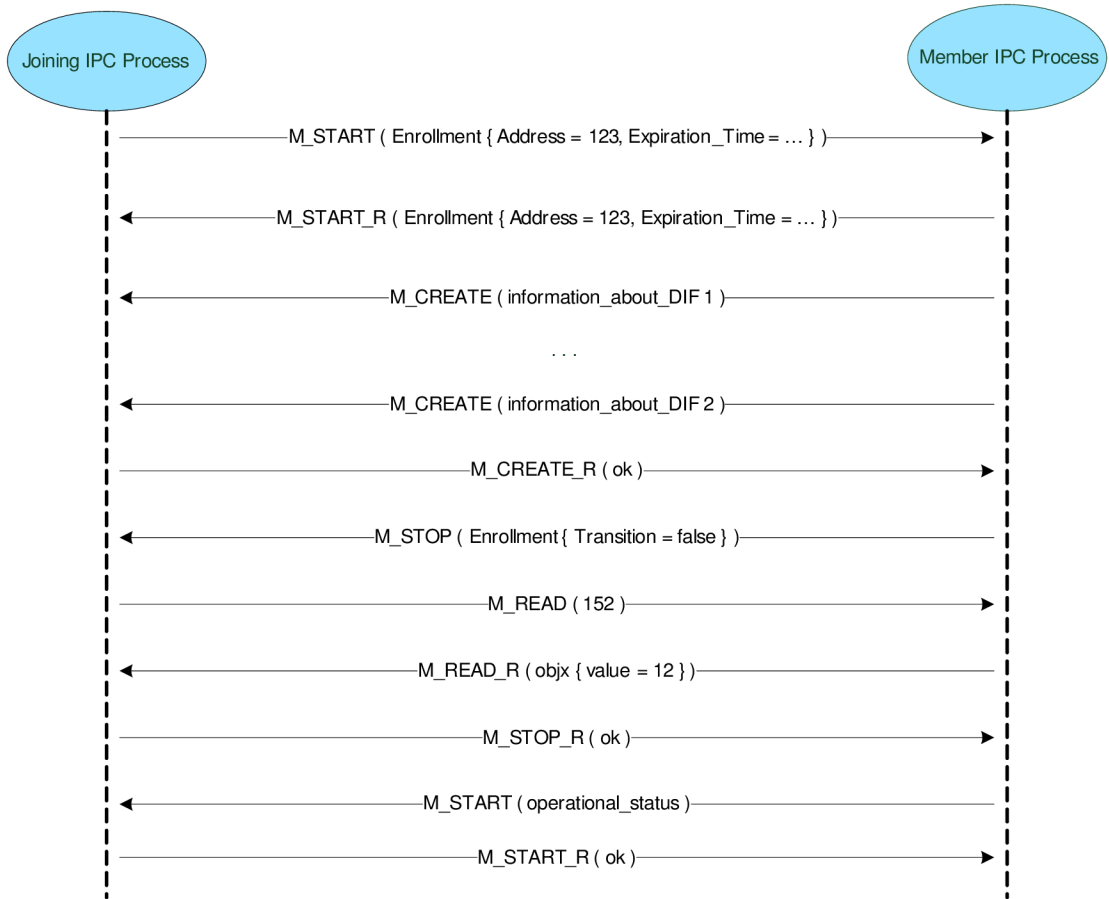 Joining IPC Process
Member IPC Process
M_START ( Enrollment { Address = 123, Expiration_Time = … } )
M_START_R ( Enrollment { Address = 123, Expiration_Time = … } )
M_CREATE ( information_about_DIF 1 )
. . .
M_CREATE ( information_about_DIF 2 )
M_CREATE_R ( ok )
M_STOP ( Enrollment { Transition = false } )
M_READ ( 152 )
M_READ_R ( objx { value = 12 } )
M_STOP_R ( ok )
M_START ( operational_status )
M_START_R ( ok )